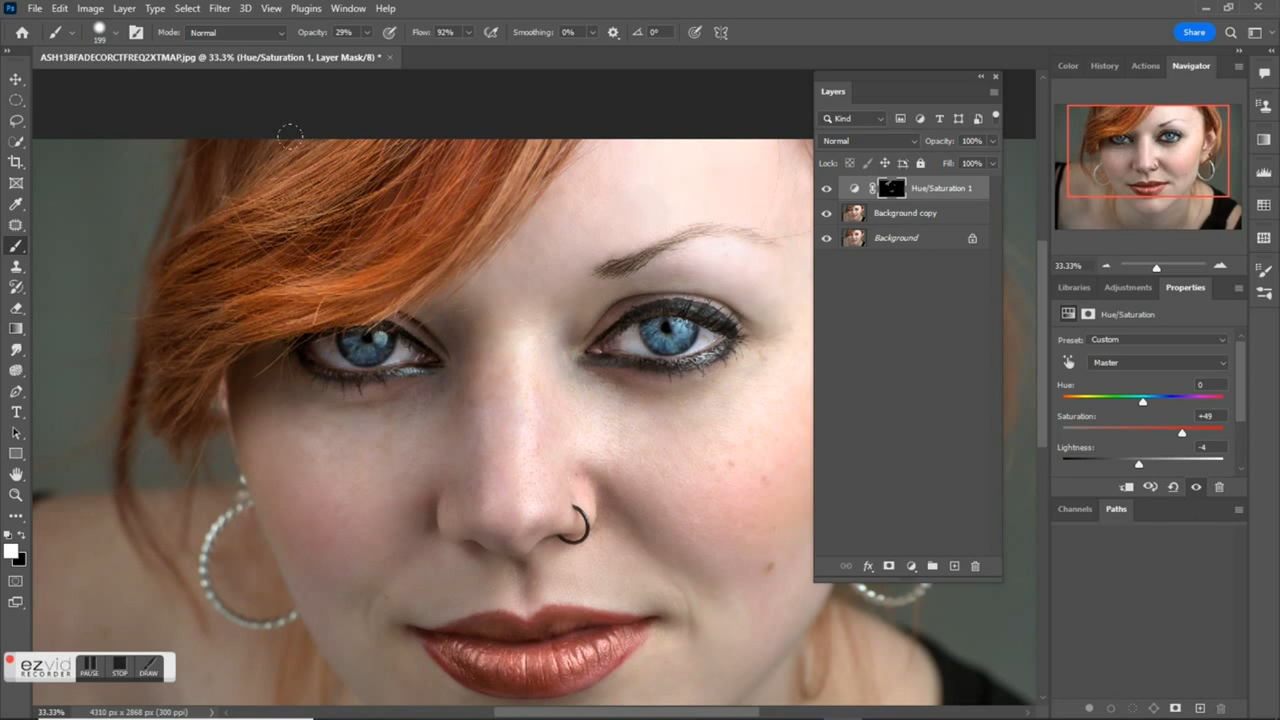 Ps File Edit Image Layer Type Select Filter 3D View Plugins Window Help
199 Mode: Normal Opacity: 29% Flow: 92% Smoothing: 0% 0° Share
ASH138FADECORCTFREQ2XTMAP.jpg @ 33.3% (Hue/Saturation 1, Layer Mask/8) *
Layers
Kind
Normal Opacity: 100%
Lock: Fill: 100%
Hue/Saturation 1
Background copy
Background
fx
Color History Actions Navigator
33.33%
Libraries Adjustments Properties
Hue/Saturation
Preset: Custom
Master
Hue: 0
Saturation: +49
Lightness: -4
Channels Paths
ezvid
RECORDER
PAUSE STOP DRAW
33.33% 4310 px x 2868 px (300 ppi)